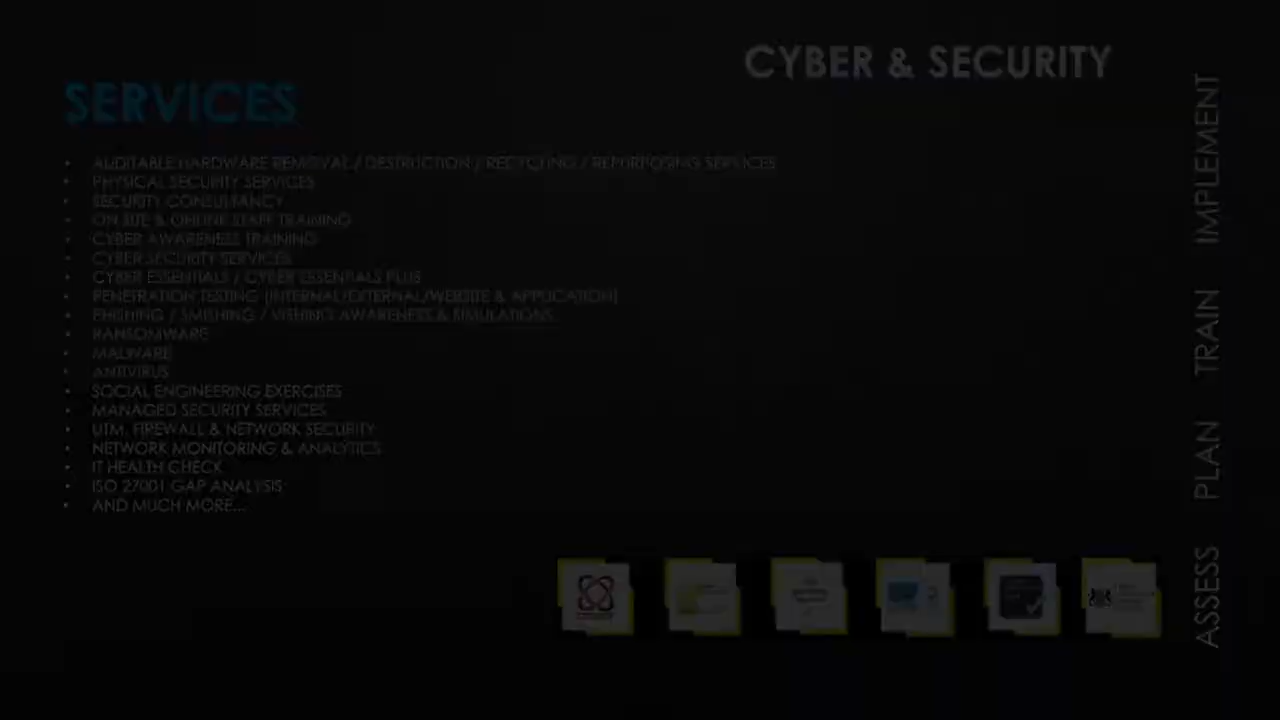 CYBER & SECURITY
SERVICES
• AUDITABLE HARDWARE REMOVAL / DESTRUCTION / RECYCLING / REPURPOSING SERVICES
• PHYSICAL SECURITY SERVICES
• SECURITY CONSULTANCY
• ON SITE & ONLINE STAFF TRAINING
• CYBER AWARENESS TRAINING
• CYBER SECURITY SERVICES
• CYBER ESSENTIALS / CYBER ESSENTIALS PLUS
• PENETRATION TESTING (INTERNAL/EXTERNAL/WEBSITE & APPLICATION)
• PHISHING / SMISHING / VISHING AWARENESS & SIMULATIONS
• RANSOMWARE
• MALWARE
• ANTIVIRUS
• SOCIAL ENGINEERING EXERCISES
• MANAGED SECURITY SERVICES
• UTM, FIREWALL & NETWORK SECURITY
• NETWORK MONITORING & ANALYTICS
• IT HEALTH CHECK
• ISO 27001 GAP ANALYSIS
• AND MUCH MORE...
ASSESS PLAN TRAIN IMPLEMENT